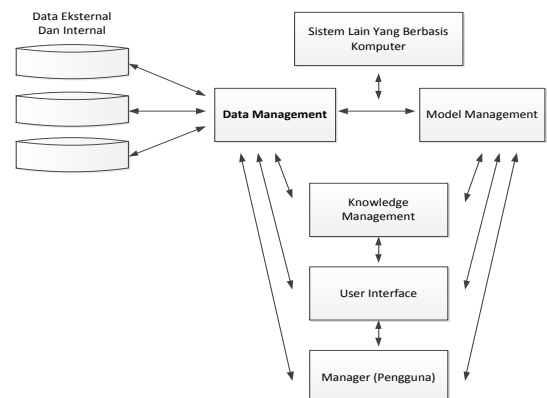 Data Eksternal
Dan Internal
Sistem Lain Yang Berbasis
Komputer
Data Management
Model Management
Knowledge
Management
User Interface
Manager (Pengguna)